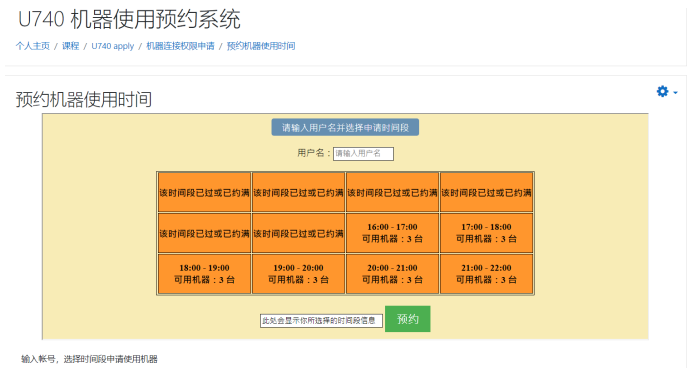 U740 机器使用预约系统
个人主页 / 课程 / U740 apply / 机器连接权限申请 / 预约机器使用时间
预约机器使用时间
请输入用户名并选择申请时间段
用户名：请输入用户名
该时间段已过或已约满 该时间段已过或已约满 该时间段已过或已约满 该时间段已过或已约满
该时间段已过或已约满 该时间段已过或已约满 16:00 - 17:00 17:00 - 18:00
可用机器：3 台 可用机器：3 台
18:00 - 19:00 19:00 - 20:00 20:00 - 21:00 21:00 - 22:00
可用机器：3 台 可用机器：3 台 可用机器：3 台 可用机器：3 台
此处会显示你所选择的时间段信息 预约
输入帐号，选择时间段申请使用机器